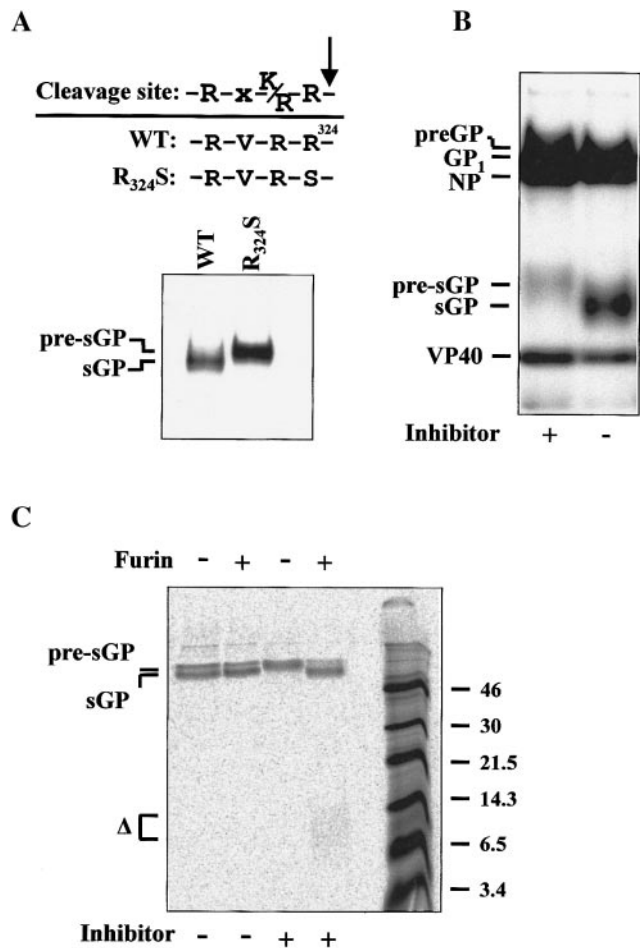 A
Cleavage site: -R-x-K/R-R-
WT: -R-V-R-R-324
R324S: -R-V-R-S-
WT R324S
pre-sGP
sGP
B
preGP
GP1
NP
pre-sGP
sGP
VP40
Inhibitor + -
C
Furin - + - +
pre-sGP
sGP
Δ
46
30
21.5
14.3
6.5
3.4
Inhibitor - - + +